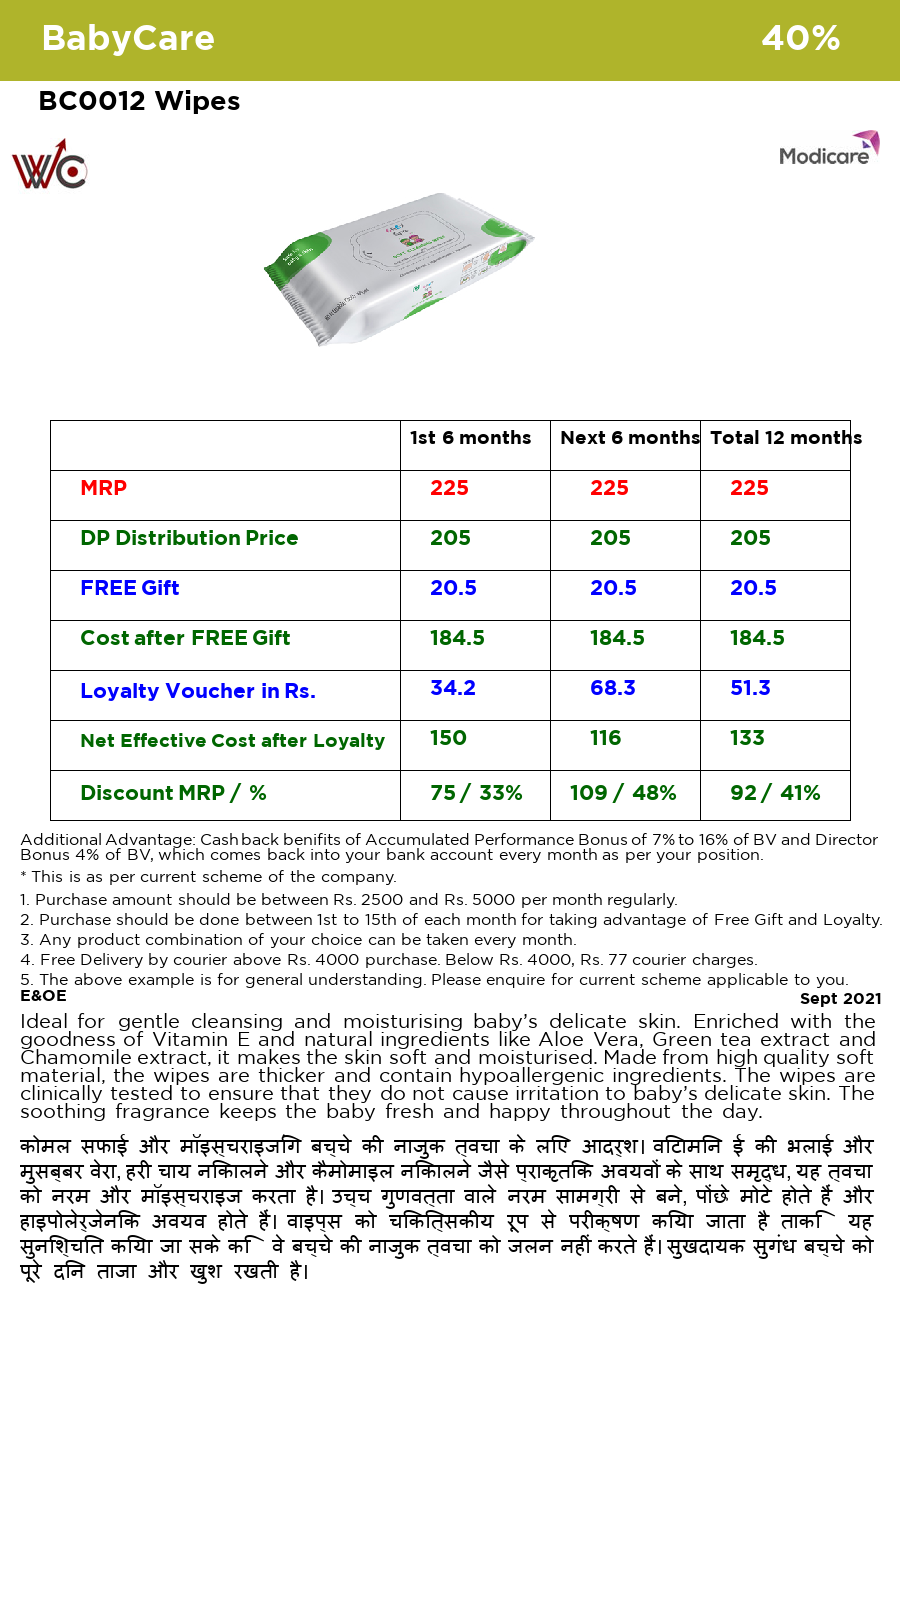 BabyCare 40%
BC0012 Wipes
WC
Modicare
1st 6 months Next 6 months Total 12 months
MRP 225 225 225
DP Distribution Price 205 205 205
FREE Gift 20.5 20.5 20.5
Cost after FREE Gift 184.5 184.5 184.5
Loyalty Voucher in Rs. 34.2 68.3 51.3
Net Effective Cost after Loyalty 150 116 133
Discount MRP / % 75 / 33% 109 / 48% 92 / 41%
Additional Advantage: Cash back benifits of Accumulated Performance Bonus of 7% to 16% of BV and Director
Bonus 4% of BV, which comes back into your bank account every month as per your position.
* This is as per current scheme of the company.
1. Purchase amount should be between Rs. 2500 and Rs. 5000 per month regularly.
2. Purchase should be done between 1st to 15th of each month for taking advantage of Free Gift and Loyalty.
3. Any product combination of your choice can be taken every month.
4. Free Delivery by courier above Rs. 4000 purchase. Below Rs. 4000, Rs. 77 courier charges.
5. The above example is for general understanding. Please enquire for current scheme applicable to you.
E&OE
Sept 2021
Ideal for gentle cleansing and moisturising baby’s delicate skin. Enriched with the
goodness of Vitamin E and natural ingredients like Aloe Vera, Green tea extract and
Chamomile extract, it makes the skin soft and moisturised. Made from high quality soft
material, the wipes are thicker and contain hypoallergenic ingredients. The wipes are
clinically tested to ensure that they do not cause irritation to baby’s delicate skin. The
soothing fragrance keeps the baby fresh and happy throughout the day.
कोमल सफाई और मॉइस्चराइजिंग बच्चे की नाजुक त्वचा के लिए आदर्श। विटामिन ई की भलाई और
मुसब्बर वेरा, हरी चाय निकालने और कैमोमाइल निकालने जैसे प्राकृतिक अवयवों के साथ समृद्ध, यह त्वचा
को नरम और मॉइस्चराइज करता है। उच्च गुणवत्ता वाले नरम सामग्री से बने, पोंछे मोटे होते हैं और
हाइपोलेर्जेनिक अवयव होते हैं। वाइप्स को चिकित्सकीय रूप से परीक्षण किया जाता है ताकि यह
सुनिश्चित किया जा सके कि वे बच्चे की नाजुक त्वचा को जलन नहीं करते हैं। सुखदायक सुगंध बच्चे को
पूरे दिन ताजा और खुश रखती है।